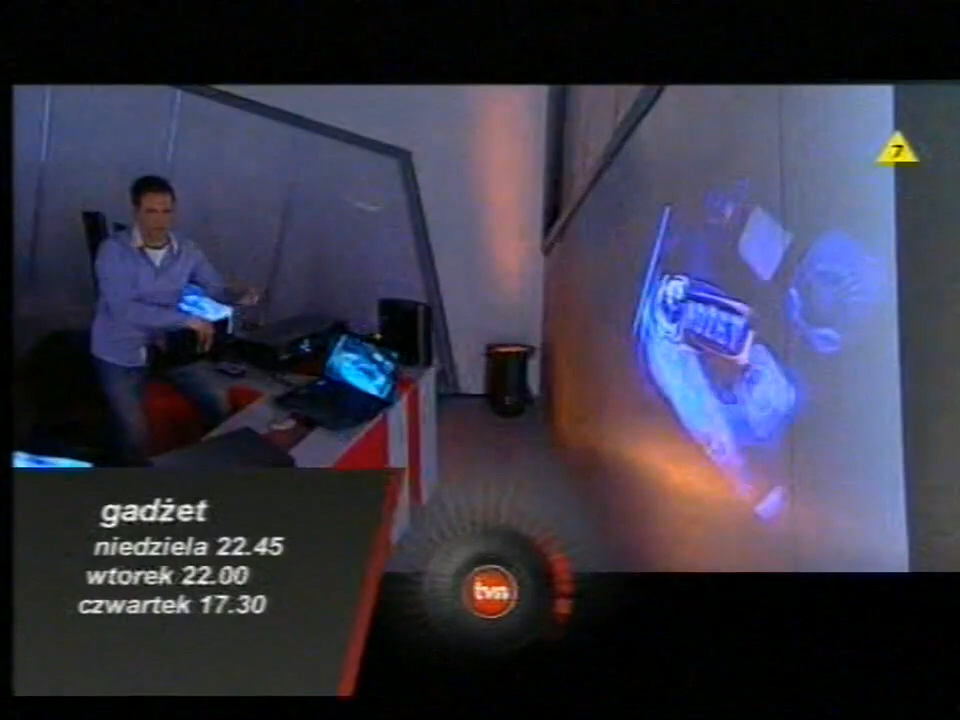 7
gadżet
niedziela 22.45
wtorek 22.00
czwartek 17.30
tvn